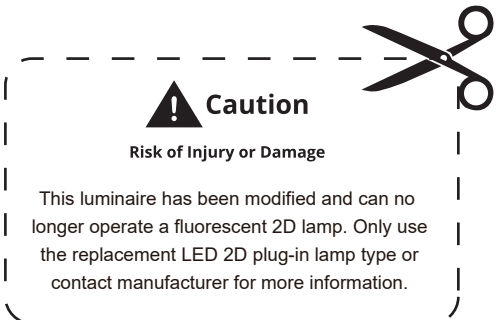 Caution
Risk of Injury or Damage
This luminaire has been modified and can no
longer operate a fluorescent 2D lamp. Only use
the replacement LED 2D plug-in lamp type or
contact manufacturer for more information.